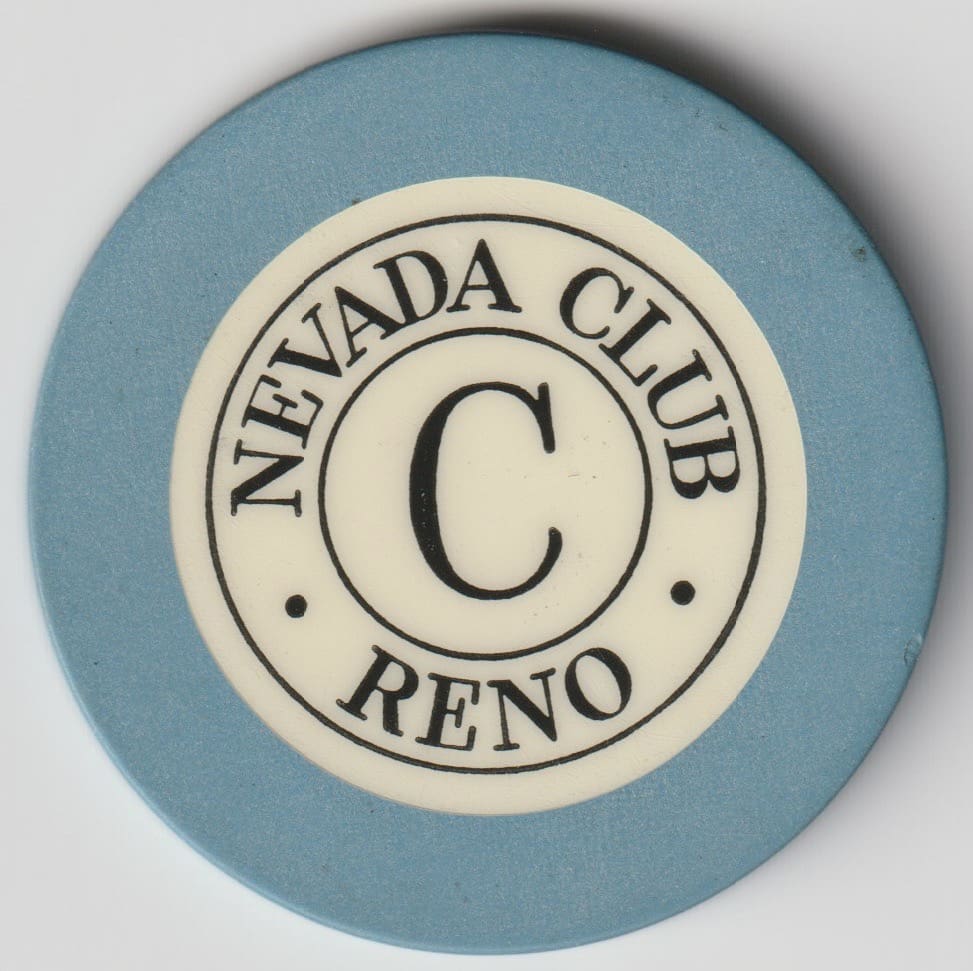 NEVADA CLUB
C
• RENO •